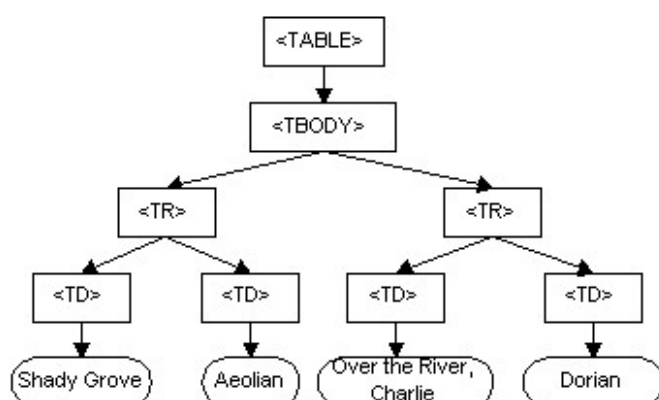 <TABLE>
<TBODY>
<TR>
<TR>
<TD>
<TD>
<TD>
<TD>
Shady Grove
Aeolian
Over the River,
Charlie
Dorian